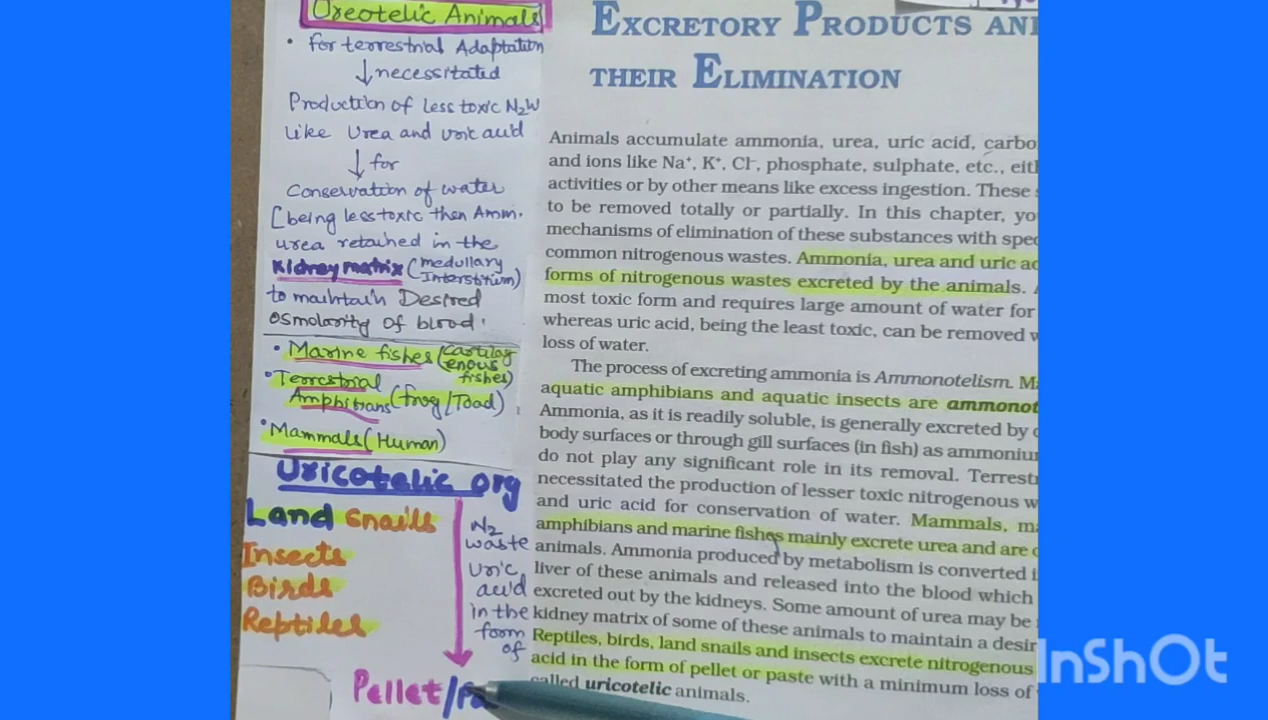 Ureotelic Animals
• for terrestrial Adaptation
↓ necessitated
Production of less toxic N2W
like Urea and uric acid
↓ for
Conservation of water
[being less toxic then Amm.
urea retained in the
Kidney matrix (medullary
Interstitium)
to maintain Desired
osmolarity of blood.
• Marine fishes (cartilag
enous
fishes)
• Terrestrial
Amphibians (frog/Toad)
• Mammals (Human)
Uricotelic org
Land snails
Insects
Birds
Reptiles
N2
waste
Uric
acid
in the
form
of
Pellet/Pa
EXCRETORY PRODUCTS AN
THEIR ELIMINATION
Animals accumulate ammonia, urea, uric acid, carbo
and ions like Na+, K+, Cl-, phosphate, sulphate, etc., eit
activities or by other means like excess ingestion. These
to be removed totally or partially. In this chapter, yo
mechanisms of elimination of these substances with spec
common nitrogenous wastes. Ammonia, urea and uric ac
forms of nitrogenous wastes excreted by the animals.
most toxic form and requires large amount of water for
whereas uric acid, being the least toxic, can be removed w
loss of water.
The process of excreting ammonia is Ammonotelism. M
aquatic amphibians and aquatic insects are ammonot
Ammonia, as it is readily soluble, is generally excreted by
body surfaces or through gill surfaces (in fish) as ammoniu
do not play any significant role in its removal. Terrest
necessitated the production of lesser toxic nitrogenous w
and uric acid for conservation of water. Mammals, m
amphibians and marine fishes mainly excrete urea and are
animals. Ammonia produced by metabolism is converted i
liver of these animals and released into the blood which
excreted out by the kidneys. Some amount of urea may be
kidney matrix of some of these animals to maintain a desir
Reptiles, birds, land snails and insects excrete nitrogenous
acid in the form of pellet or paste with a minimum loss of
called uricotelic animals.
InShOt